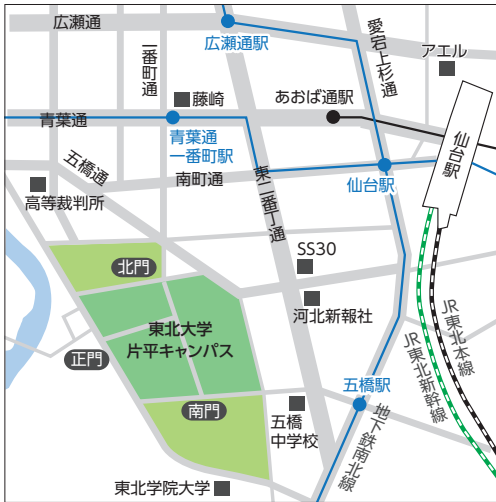 広瀬通
広瀬通駅
愛宕上杉通
アエル
一番町通
藤崎
あおば通駅
青葉通
青葉通
一番町駅
仙台駅
五橋通
南町通
東二番丁通
仙台駅
高等裁判所
SS30
北門
河北新報社
東北大学
片平キャンパス
正門
JR東北本線
JR東北新幹線
五橋駅
南門
五橋
中学校
地下鉄南北線
東北学院大学